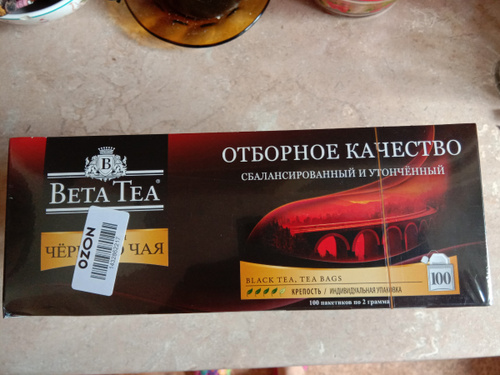 B
BETA TEA®
ЧАЯ
OZON
ОТБОРНОЕ КАЧЕСТВО
СБАЛАНСИРОВАННЫЙ И УТОНЧЁННЫЙ
BLACK TEA, TEA BAGS
КРЕПОСТЬ / ИНДИВИДУАЛЬНАЯ УПАКОВКА
100 пакетиков по 2 грамма
100